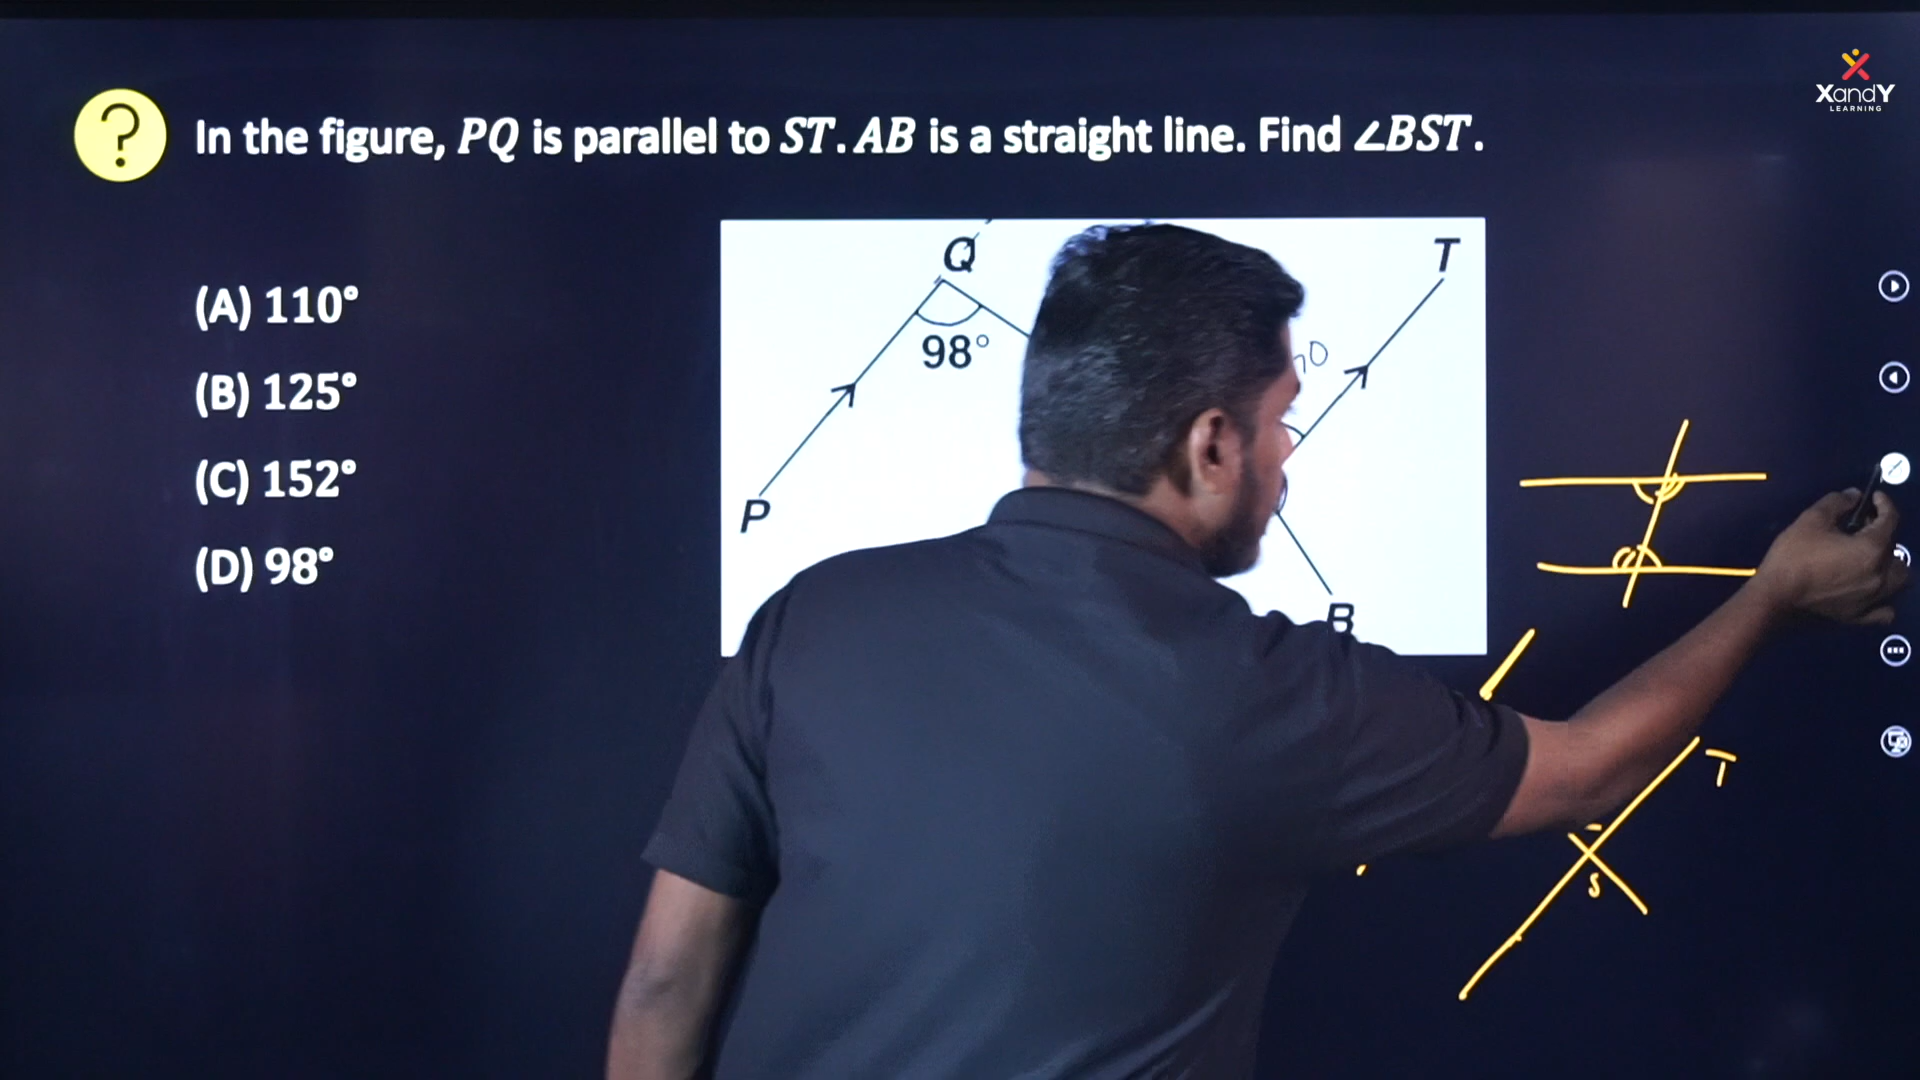 XandY
LEARNING
? In the figure, PQ is parallel to ST. AB is a straight line. Find ∠BST.
(A) 110°
(B) 125°
(C) 152°
(D) 98°
Q
T
98°
P
B
T
S